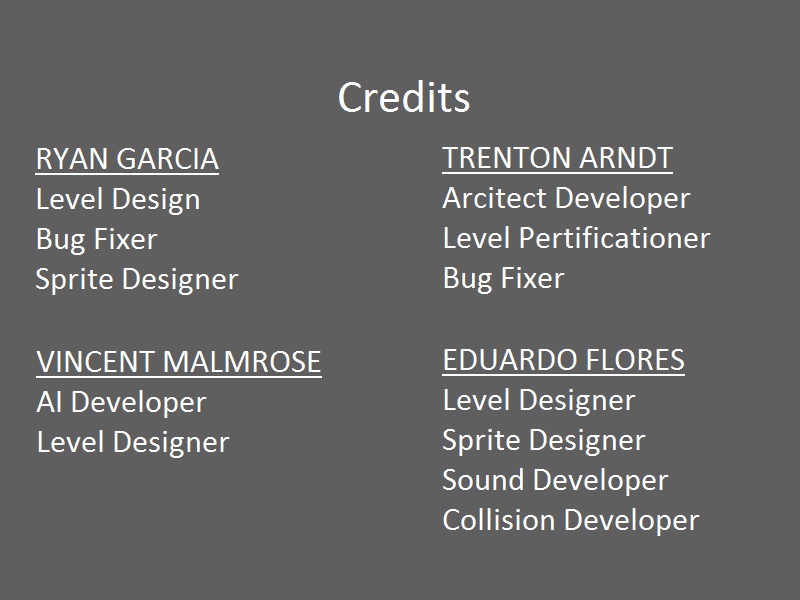 Credits
RYAN GARCIA
Level Design
Bug Fixer
Sprite Designer
TRENTON ARNDT
Arcitect Developer
Level Pertificationer
Bug Fixer
VINCENT MALMROSE
AI Developer
Level Designer
EDUARDO FLORES
Level Designer
Sprite Designer
Sound Developer
Collision Developer